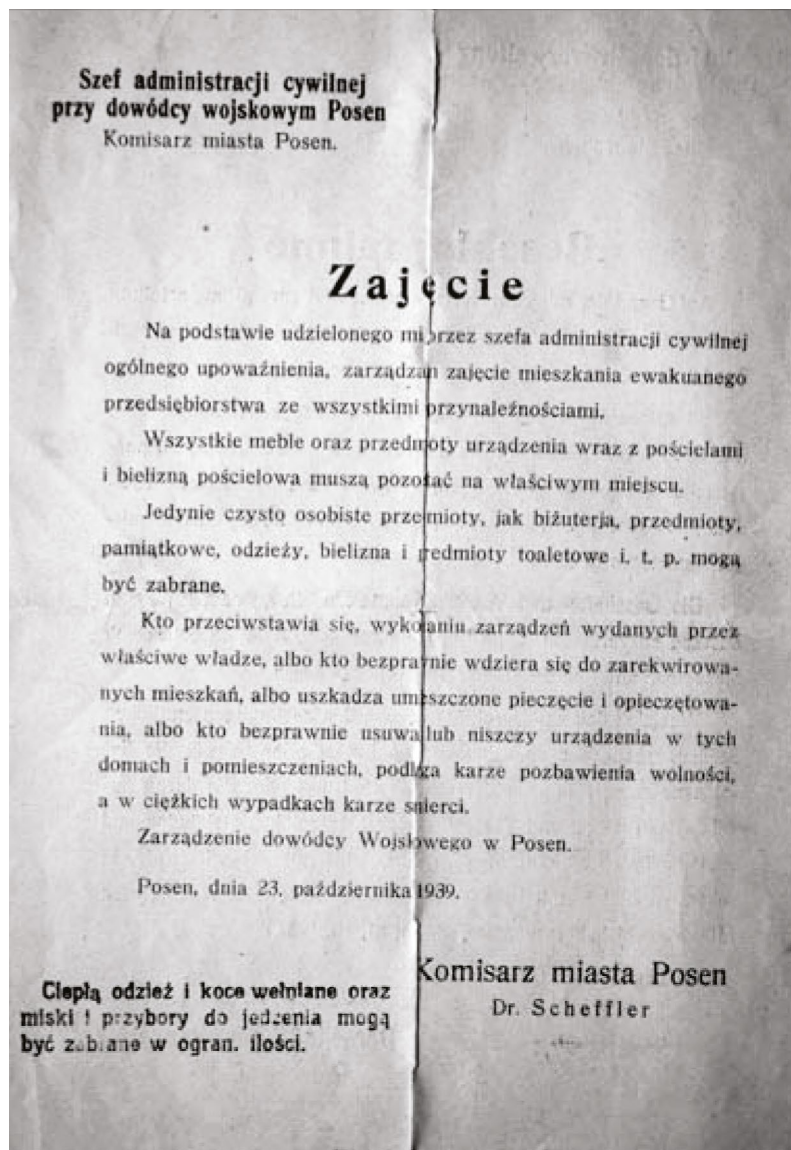 Szef administracji cywilnej
przy dowódcy wojskowym Posen
Komisarz miasta Posen.
Zajęcie
Na podstawie udzielonego mi przez szefa administracji cywilnej
ogólnego upoważnienia, zarządzam zajęcie mieszkania ewakuanego
przedsiębiorstwa ze wszystkimi przynależnościami.
Wszystkie meble oraz przedmioty urządzenia wraz z pościelami
i bielizną pościelowa muszą pozotać na właściwym miejscu.
Jedynie czysto osobiste przemioty, jak biżuterja, przedmioty,
pamiątkowe, odzieży, bielizna i redmioty toaletowe i. t. p. mogą
być zabrane.
Kto przeciwstawia się, wykonaniu zarządzeń wydanych przez
właściwe władze, albo kto bezprawnie wdziera się do zarekwirowa-
nych mieszkań, albo uszkadza umieszczone pieczęcie i opieczętowa-
nia, albo kto bezprawnie usuwa lub niszczy urządzenia w tych
domach i pomieszczeniach, podlega karze pozbawienia wolności,
a w ciężkich wypadkach karze smierci.
Zarządzenie dowódcy Wojskowego w Posen.
Posen, dnia 23. października 1939.
Komisarz miasta Posen
Dr. Scheffler
Ciepłą odzież i koce wełniane oraz
miski i przybory do jedzenia mogą
być zabrane w ogran. ilości.